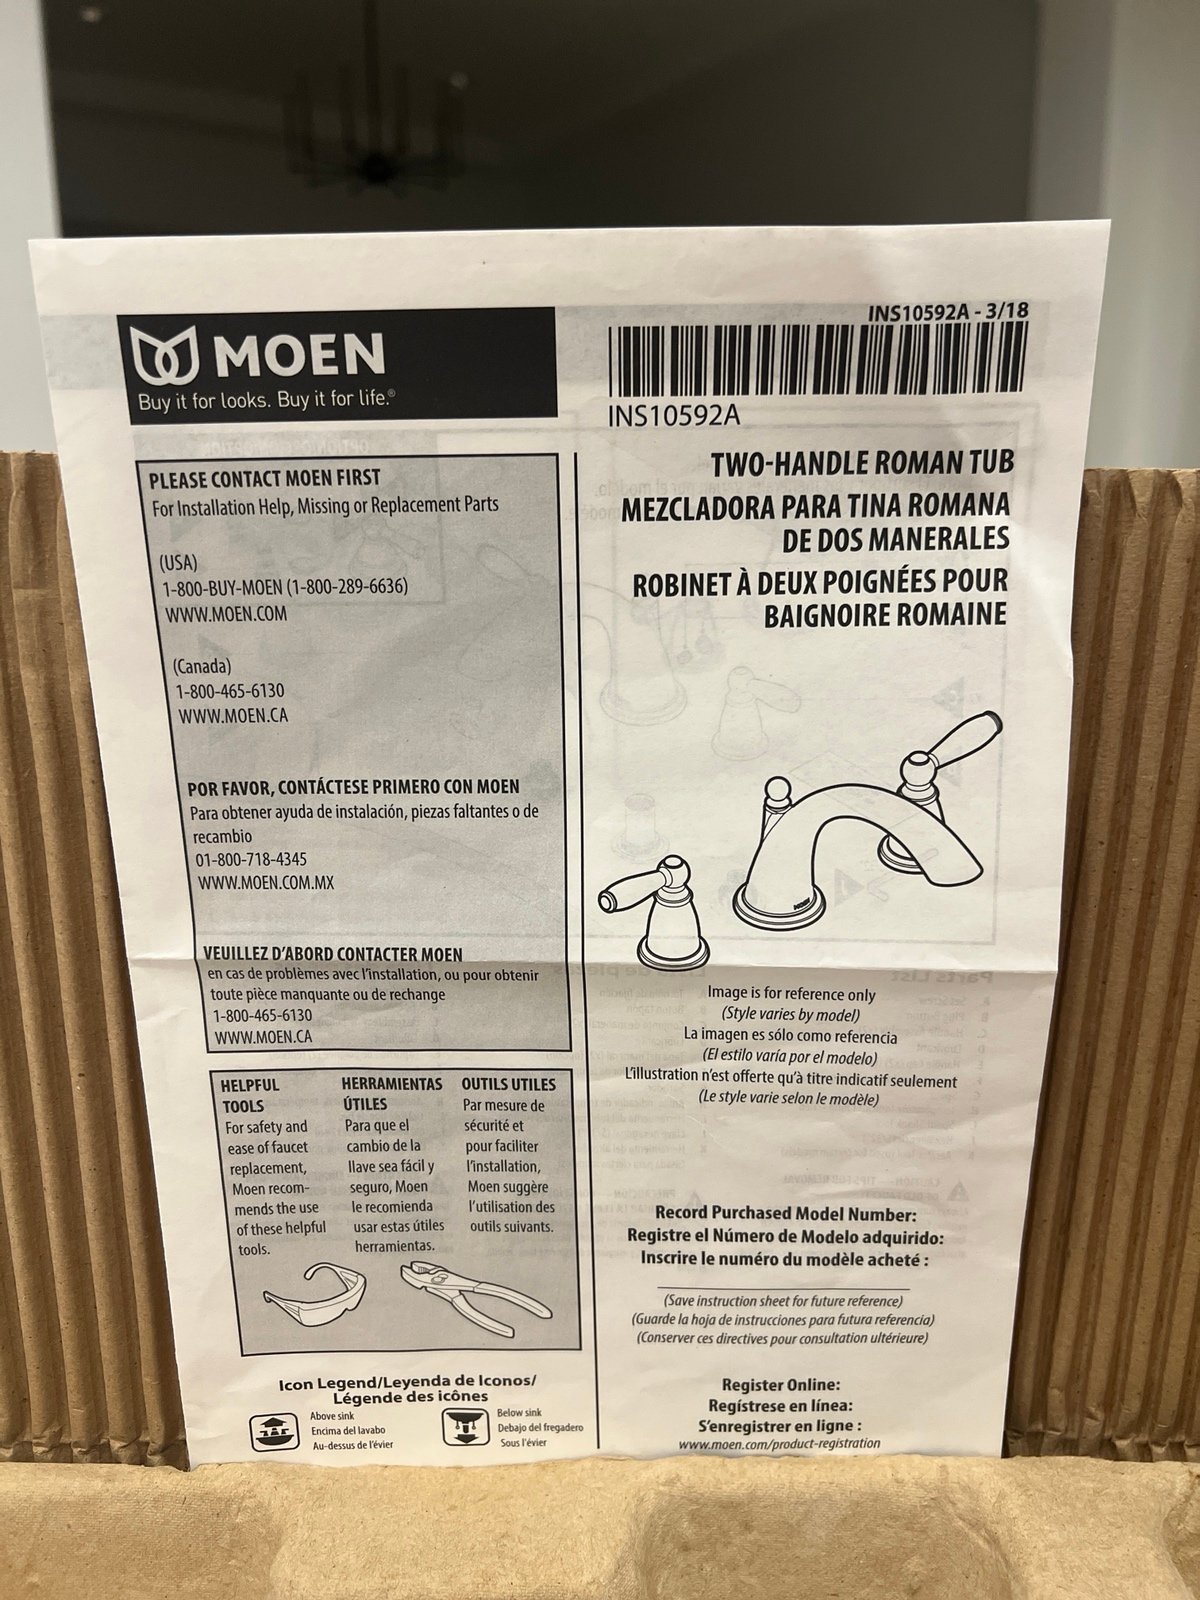 MOEN
Buy it for looks. Buy it for life.®
PLEASE CONTACT MOEN FIRST
For Installation Help, Missing or Replacement Parts
(USA)
1-800-BUY-MOEN (1-800-289-6636)
WWW.MOEN.COM
(Canada)
1-800-465-6130
WWW.MOEN.CA
POR FAVOR, CONTÁCTESE PRIMERO CON MOEN
Para obtener ayuda de instalación, piezas faltantes o de
recambio
01-800-718-4345
WWW.MOEN.COM.MX
VEUILLEZ D'ABORD CONTACTER MOEN
en cas de problèmes avec l'installation, ou pour obtenir
toute pièce manquante ou de rechange
1-800-465-6130
WWW.MOEN.CA
HELPFUL
TOOLS
For safety and
ease of faucet
replacement,
Moen recom-
mends the use
of these helpful
tools.
HERRAMIENTAS
ÚTILES
Para que el
cambio de la
llave sea fácil y
seguro, Moen
le recomienda
usar estas útiles
herramientas.
OUTILS UTILES
Par mesure de
sécurité et
pour faciliter
l'installation,
Moen suggère
l'utilisation des
outils suivants.
Icon Legend/Leyenda de Iconos/
Légende des icônes
Above sink
Encima del lavabo
Au-dessus de l'évier
Below sink
Debajo del fregadero
Sous l'évier
INS10592A - 3/18
INS10592A
TWO-HANDLE ROMAN TUB
MEZCLADORA PARA TINA ROMANA
DE DOS MANERALES
ROBINET À DEUX POIGNÉES POUR
BAIGNOIRE ROMAINE
MOEN
Image is for reference only
(Style varies by model)
La imagen es sólo como referencia
(El estilo varía por el modelo)
L'illustration n'est offerte qu'à titre indicatif seulement
(Le style varie selon le modèle)
Record Purchased Model Number:
Registre el Número de Modelo adquirido:
Inscrire le numéro du modèle acheté :
(Save instruction sheet for future reference)
(Guarde la hoja de instrucciones para futura referencia)
(Conserver ces directives pour consultation ultérieure)
Register Online:
Regístrese en línea:
S'enregistrer en ligne :
www.moen.com/product-registration